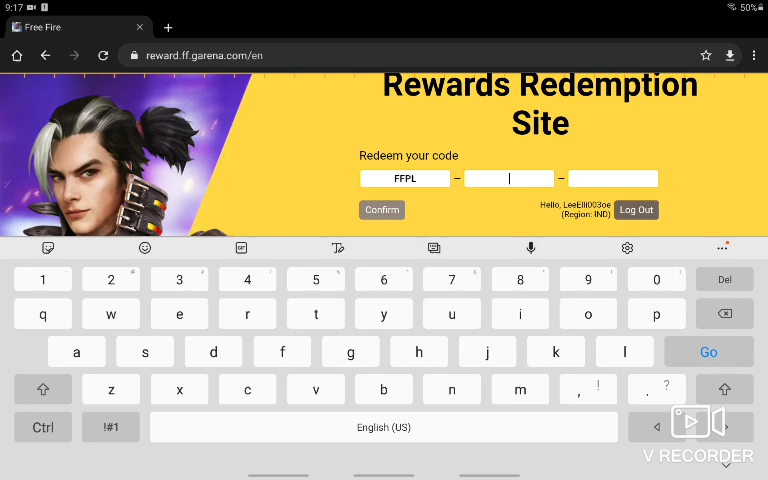 9:17
50%
Free Fire
reward.ff.garena.com/en
Rewards Redemption
Site
Redeem your code
FFPL – –
Confirm
Hello, LeeElli003oe
(Region: IND)
Log Out
GIF
1 2 3 4 5 6 7 8 9 0 Del
q w e r t y u i o p
a s d f g h j k l Go
z x c v b n m , ! . ?
Ctrl !#1 English (US)
V RECORDER